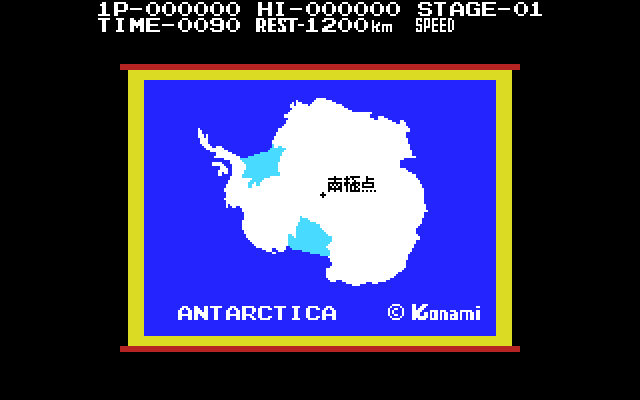 1P-000000 HI-000000 STAGE-01
TIME-0090 REST-1200km SPEED
南極点
ANTARCTICA © Konami